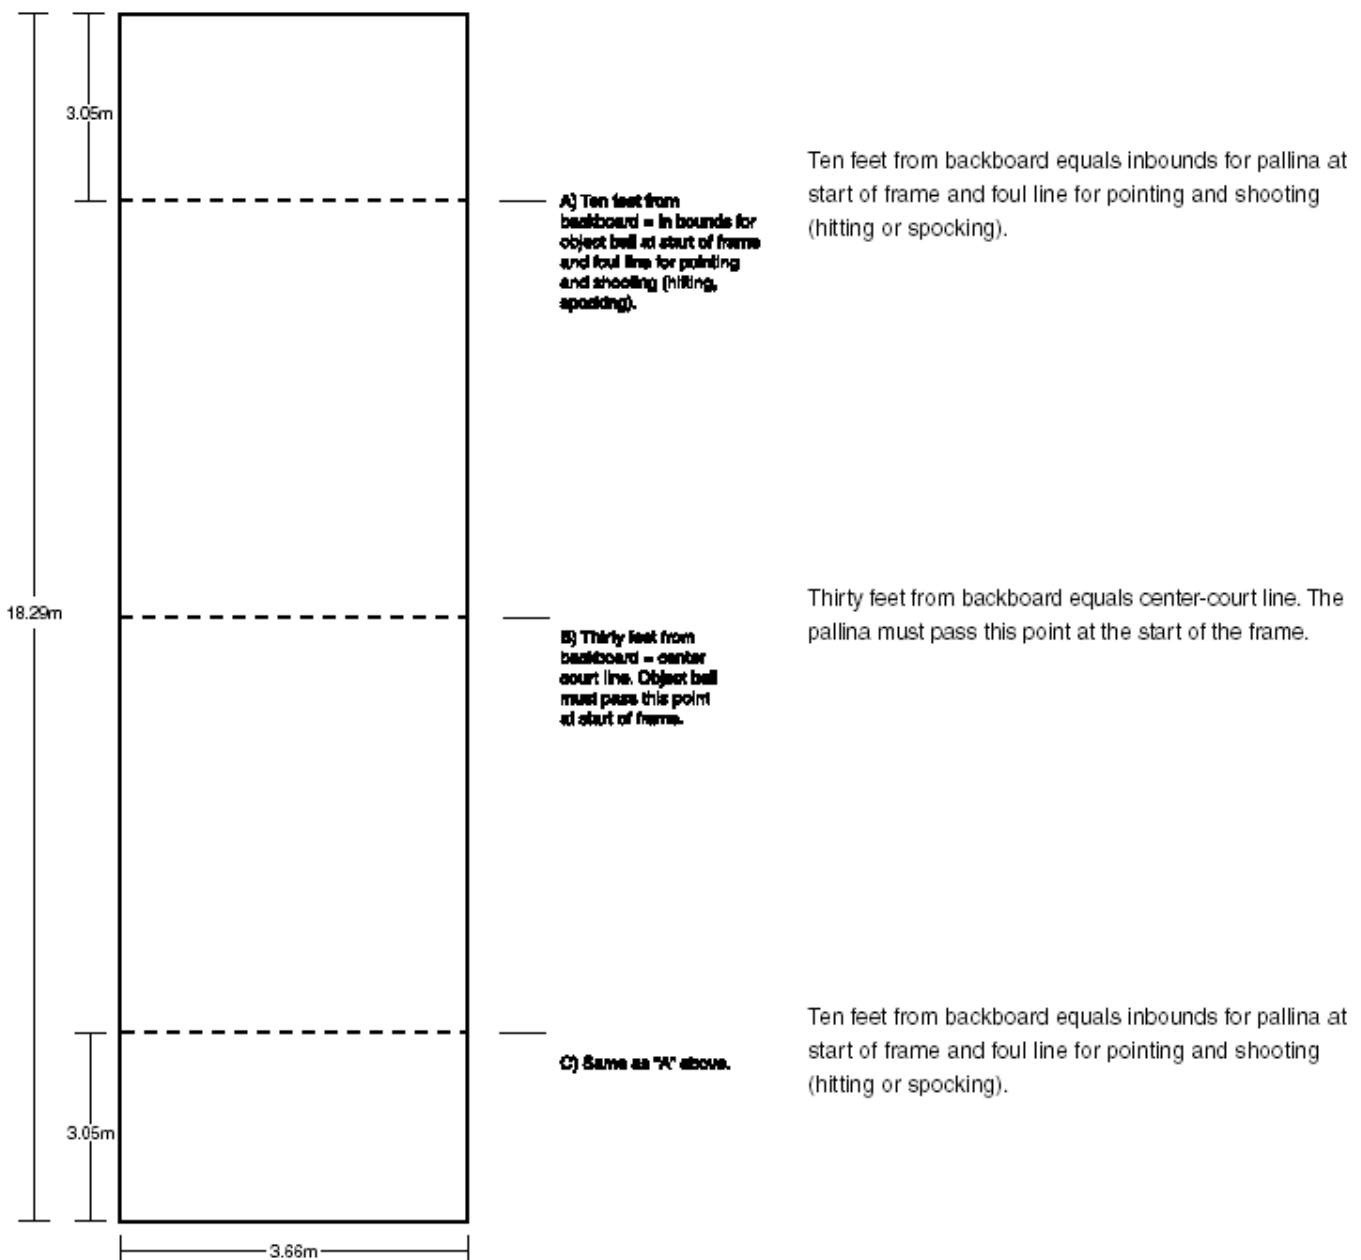 3.05m
Ten feet from backboard equals inbounds for pallina at
start of frame and foul line for pointing and shooting
(hitting or spocking).
A) Ten feet from
backboard = in bounds for
object ball at start of frame
and foul line for pointing
and shooting (hitting,
spocking).
18.29m
Thirty feet from backboard equals center-court line. The
pallina must pass this point at the start of the frame.
B) Thirty feet from
backboard = center
court line. Object ball
must pass this point
at start of frame.
Ten feet from backboard equals inbounds for pallina at
start of frame and foul line for pointing and shooting
(hitting or spocking).
C) Same as "A" above.
3.05m
3.66m